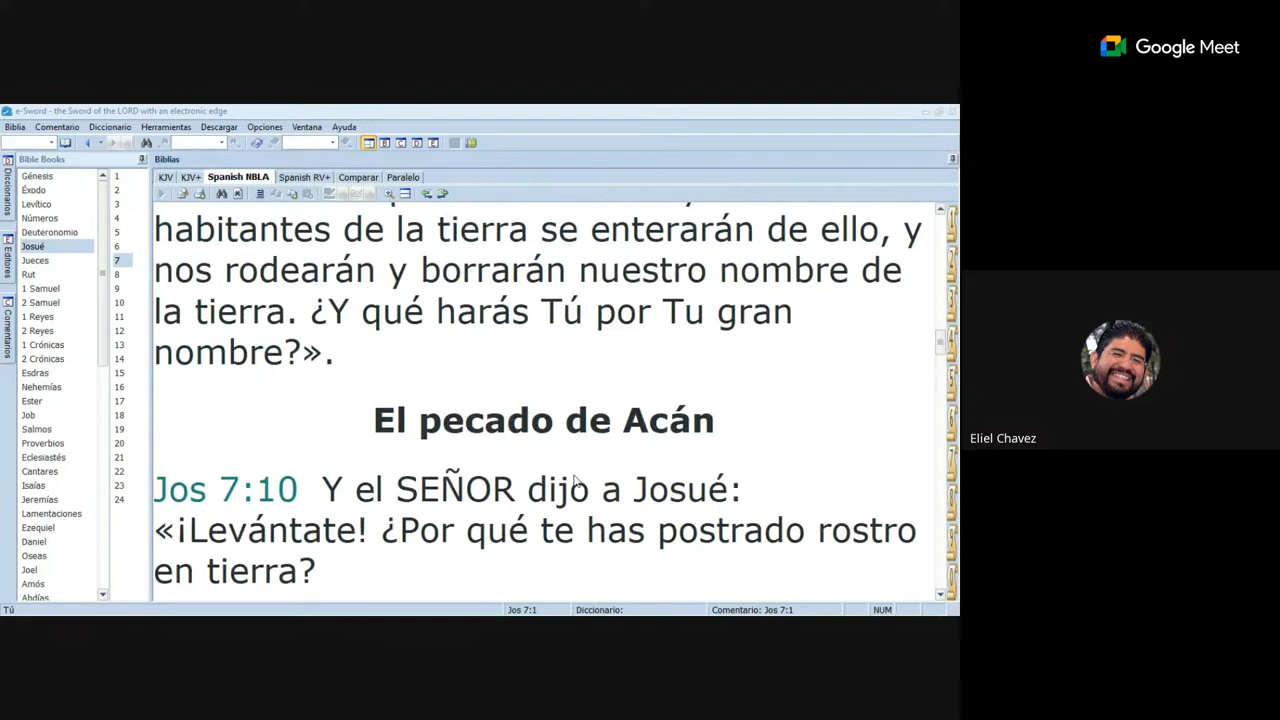 Google Meet
e-Sword - the Sword of the LORD with an electronic edge
Biblia Comentario Diccionario Herramientas Descargar Opciones Ventana Ayuda
Bible Books
Biblias
KJV KJV+ Spanish NBLA Spanish RV+ Comparar Paralelo
Diccionarios
Editores
Comentarios
Génesis 1
Éxodo 2
Levítico 3
Números 4
Deuteronomio 5
Josué 6
Jueces 7
Rut 8
1 Samuel 9
2 Samuel 10
1 Reyes 11
2 Reyes 12
1 Crónicas 13
2 Crónicas 14
Esdras 15
Nehemías 16
Ester 17
Job 18
Salmos 19
Proverbios 20
Eclesiastés 21
Cantares 22
Isaías 23
Jeremías 24
Lamentaciones
Ezequiel
Daniel
Oseas
Joel
Amós
Abdías
habitantes de la tierra se enterarán de ello, y
nos rodearán y borrarán nuestro nombre de
la tierra. ¿Y qué harás Tú por Tu gran
nombre?».
El pecado de Acán
Jos 7:10 Y el SEÑOR dijo a Josué:
«¡Levántate! ¿Por qué te has postrado rostro
en tierra?
Tú
Jos 7:1 Diccionario: Comentario: Jos 7:1 NUM
Eliel Chavez